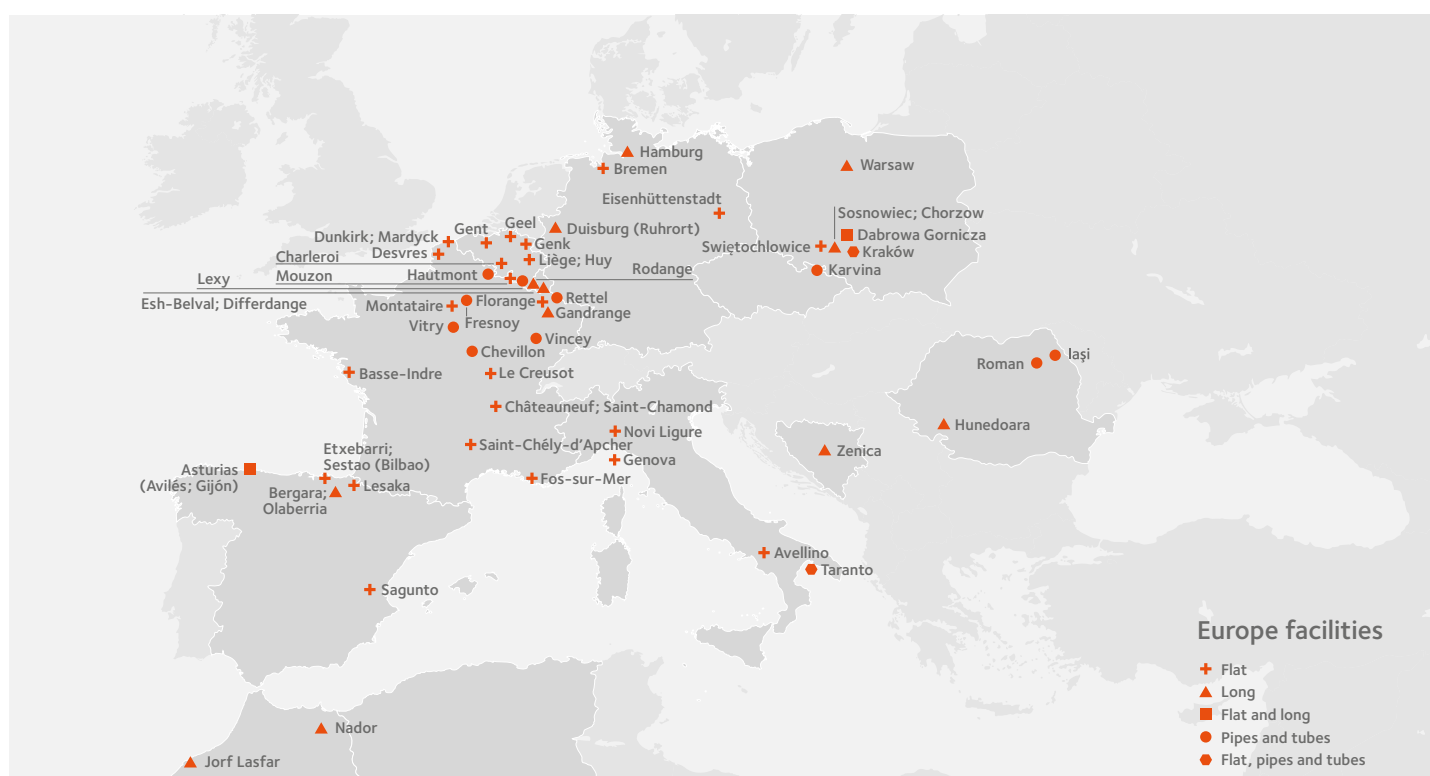 Hamburg
Bremen
Warsaw
Eisenhüttenstadt
Sosnowiec; Chorzow
Geel
Gent
Duisburg (Ruhrort)
Dunkirk; Mardyck
Dabrowa Gornicza
Genk
Swiętochlowice
Kraków
Desvres
Charleroi
Liège; Huy
Karvina
Rodange
Hautmont
Mouzon
Lexy
Esh-Belval; Differdange
Rettel
Florange
Montataire
Gandrange
Fresnoy
Vitry
Vincey
Chevillon
Iaşi
Roman
Basse-Indre
Le Creusot
Châteauneuf; Saint-Chamond
Hunedoara
Novi Ligure
Saint-Chély-d'Apcher
Zenica
Genova
Etxebarri;
Sestao (Bilbao)
Asturias
(Avilés; Gijón)
Fos-sur-Mer
Lesaka
Bergara;
Olaberria
Avellino
Taranto
Sagunto
Nador
Jorf Lasfar
Europe facilities
Flat
Long
Flat and long
Pipes and tubes
Flat, pipes and tubes